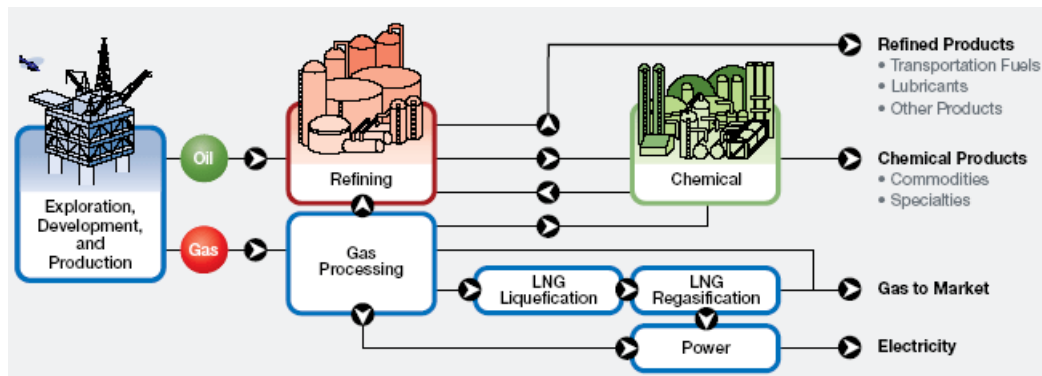 Refined Products
• Transportation Fuels
• Lubricants
• Other Products
Oil
Refining
Chemical
Chemical Products
• Commodities
• Specialties
Exploration,
Development,
and
Production
Gas
Gas
Processing
LNG
Liquefication
LNG
Regasification
Gas to Market
Power
Electricity